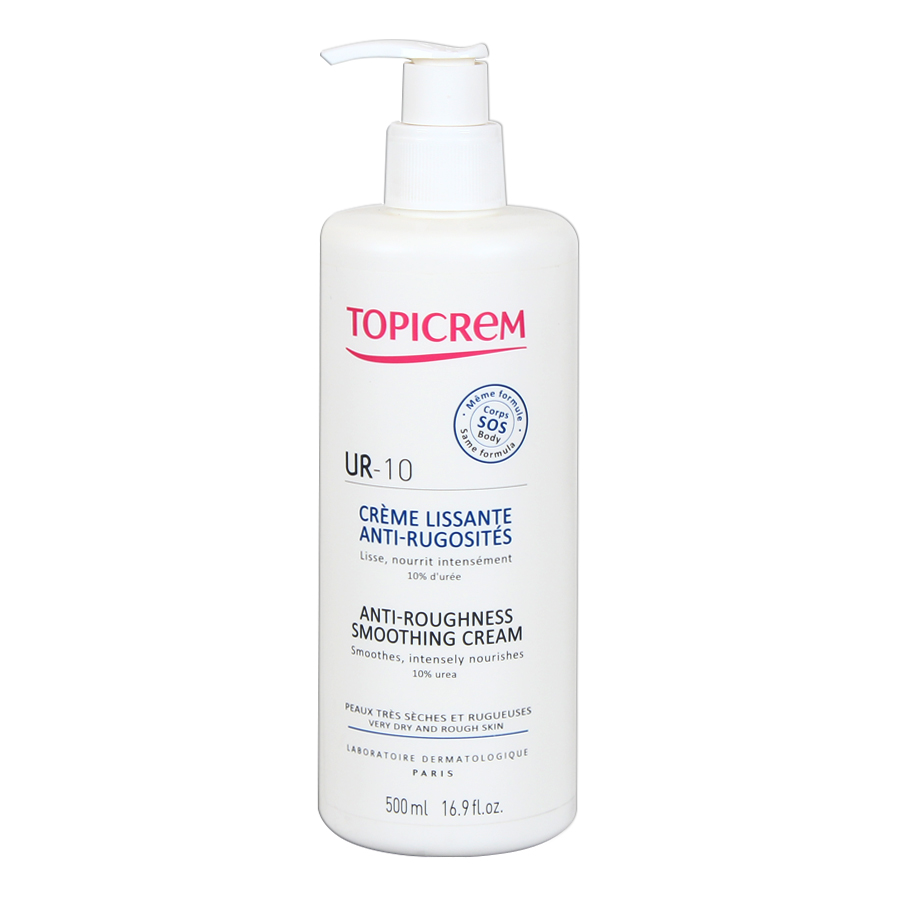 TOPICREM
Même formule
Corps
SOS
Body
Same formula
UR-10
CRÈME LISSANTE
ANTI-RUGOSITÉS
Lisse, nourrit intensément
10% d'urée
ANTI-ROUGHNESS
SMOOTHING CREAM
Smoothes, intensely nourishes
10% urea
PEAUX TRÈS SÈCHES ET RUGUEUSES
VERY DRY AND ROUGH SKIN
LABORATOIRE DERMATOLOGIQUE
PARIS
500 ml 16.9 fl.oz.